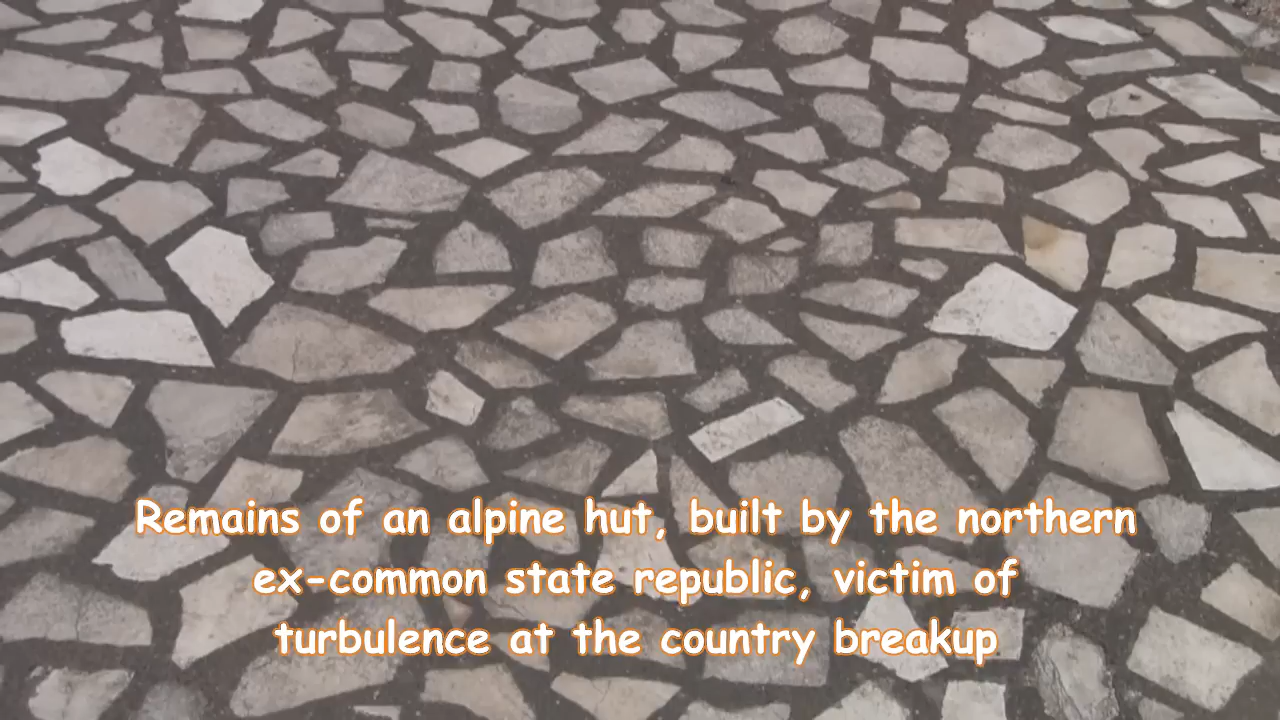 Remains of an alpine hut, built by the northern
ex-common state republic, victim of
turbulence at the country breakup